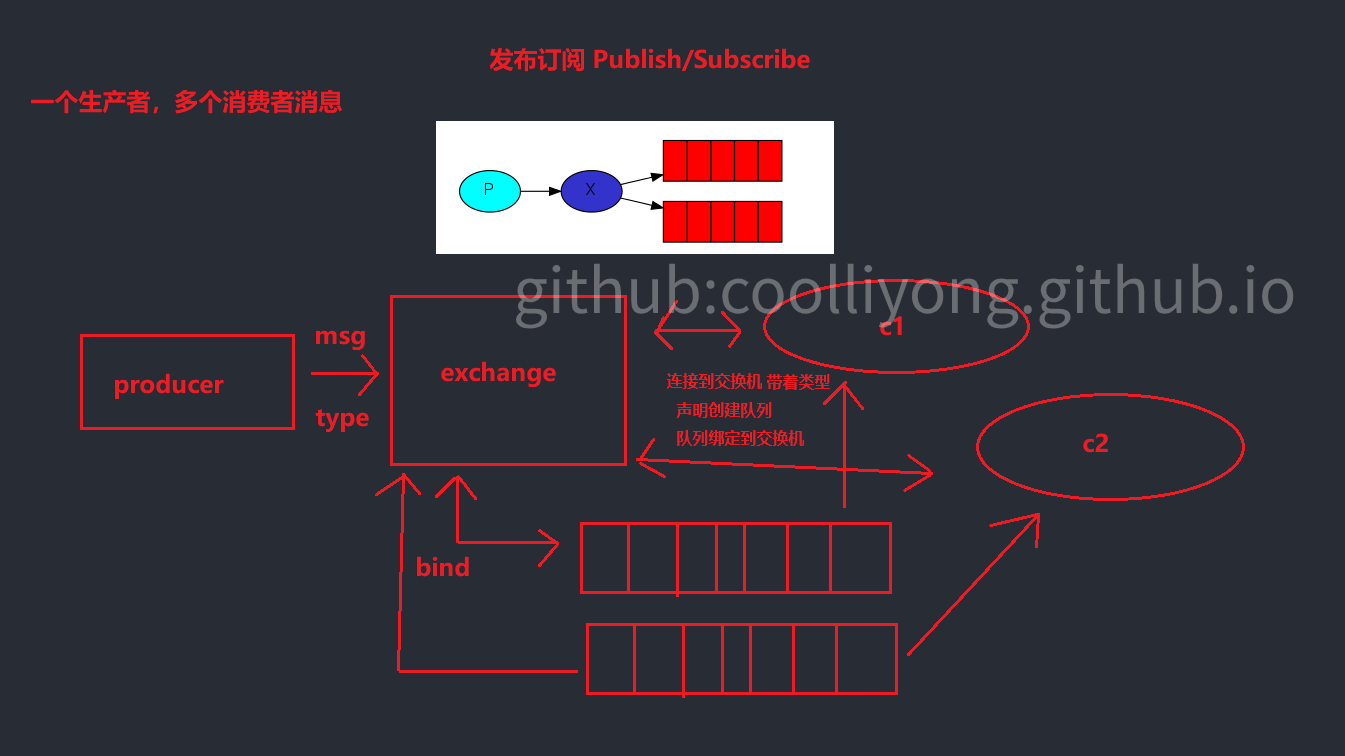 发布订阅 Publish/Subscribe
一个生产者，多个消费者消息
P
X
github:coolliyong.github.io
c1
msg
producer
exchange
type
连接到交换机 带着类型
声明创建队列
队列绑定到交换机
c2
bind